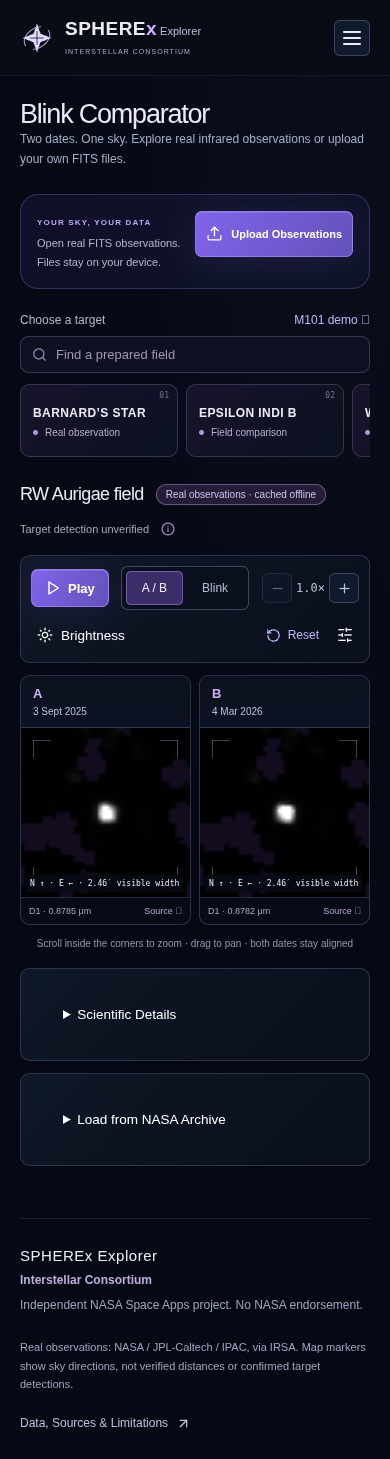 SPHEREx Explorer
INTERSTELLAR CONSORTIUM
Blink Comparator
Two dates. One sky. Explore real infrared observations or upload
your own FITS files.
YOUR SKY, YOUR DATA
Open real FITS observations.
Files stay on your device.
Upload Observations
Choose a target
M101 demo
Find a prepared field
01
BARNARD'S STAR
Real observation
02
EPSILON INDI B
Field comparison
RW Aurigae field
Real observations · cached offline
Target detection unverified
Play
A / B
Blink
1.0×
Brightness
Reset
A
3 Sept 2025
B
4 Mar 2026
N ↑ · E ← · 2.46′ visible width
N ↑ · E ← · 2.46′ visible width
D1 · 0.8785 μm
Source
D1 · 0.8782 μm
Source
Scroll inside the corners to zoom · drag to pan · both dates stay aligned
Scientific Details
Load from NASA Archive
SPHEREx Explorer
Interstellar Consortium
Independent NASA Space Apps project. No NASA endorsement.
Real observations: NASA / JPL-Caltech / IPAC, via IRSA. Map markers
show sky directions, not verified distances or confirmed target
detections.
Data, Sources & Limitations